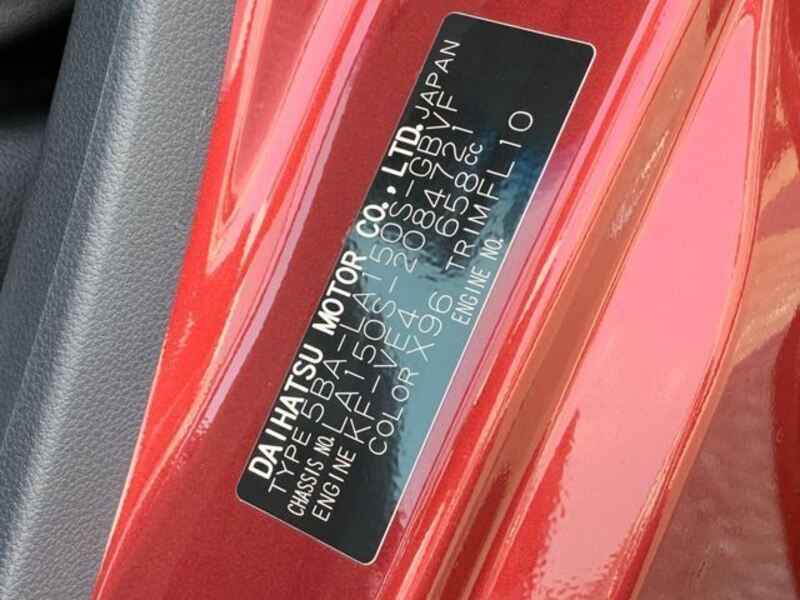 DAIHATSU MOTOR CO., LTD. JAPAN
TYPE 5BA-LA150S-GBVF
CHASSIS NO. LA150S-2084721
ENGINE KF-VE4 658cc
COLOR X96 TRIM FL10
ENGINE NO.